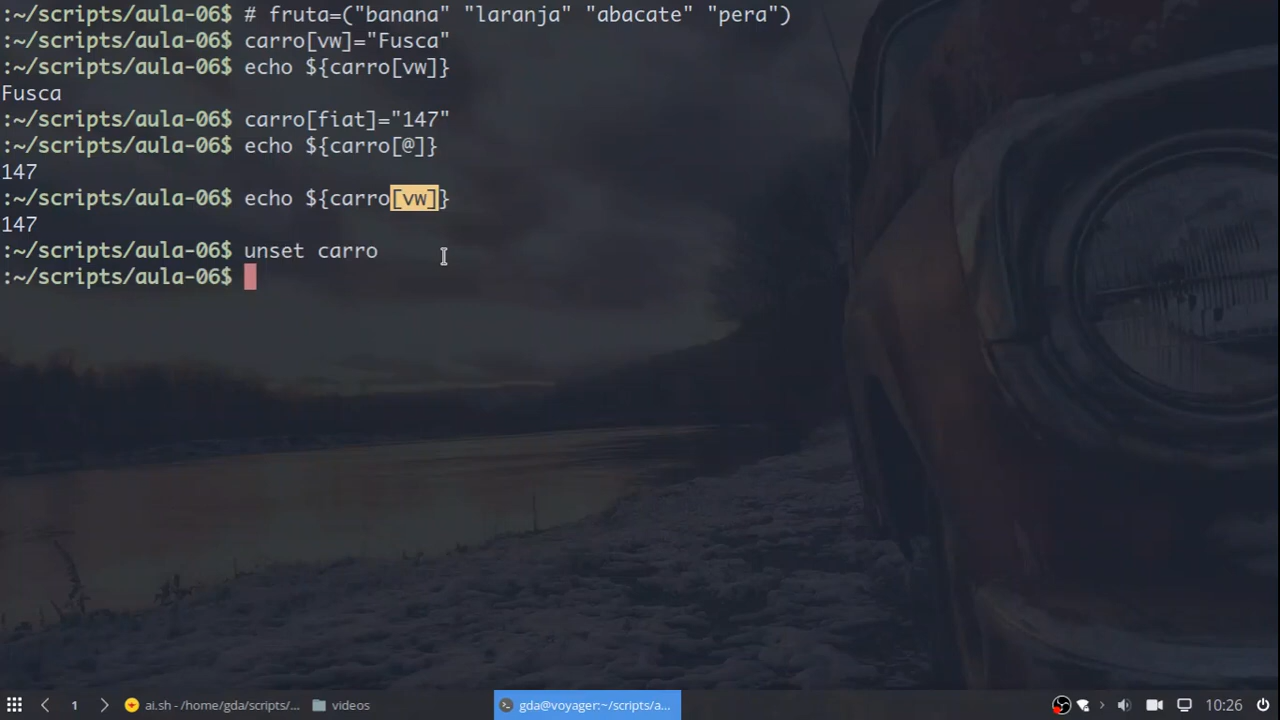 :~/scripts/aula-06$ # fruta=("banana" "laranja" "abacate" "pera")
:~/scripts/aula-06$ carro[vw]="Fusca"
:~/scripts/aula-06$ echo ${carro[vw]}
Fusca
:~/scripts/aula-06$ carro[fiat]="147"
:~/scripts/aula-06$ echo ${carro[@]}
147
:~/scripts/aula-06$ echo ${carro[vw]}
147
:~/scripts/aula-06$ unset carro
:~/scripts/aula-06$
1 ai.sh - /home/gda/scripts/... videos gda@voyager:~/scripts/a... 10:26